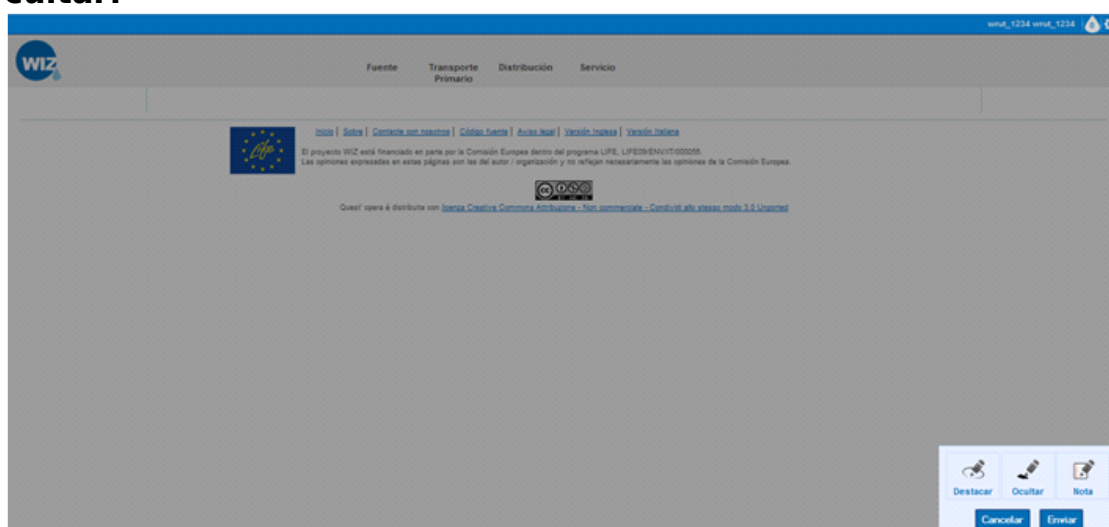 cultar:
wrut_1234 wrut_1234
WIZ
Fuente Transporte Primario Distribución Servicio
Life
Inicio | Sobre | Contacte con nosotros | Código fuente | Aviso legal | Versión Inglesa | Versión Italiana
El proyecto WIZ está financiado en parte por la Comisión Europea dentro del programa LIFE, LIFE09/ENV/IT/000056.
Las opiniones expresadas en estas páginas son las del autor / organización y no reflejan necesariamente las opiniones de la Comisión Europea.
Quest' opera é distribuita con licenza Creative Commons Attribuzione - Non commerciale - Condividi allo stesso modo 3.0 Unported
Destacar Ocultar Nota
Cancelar Enviar